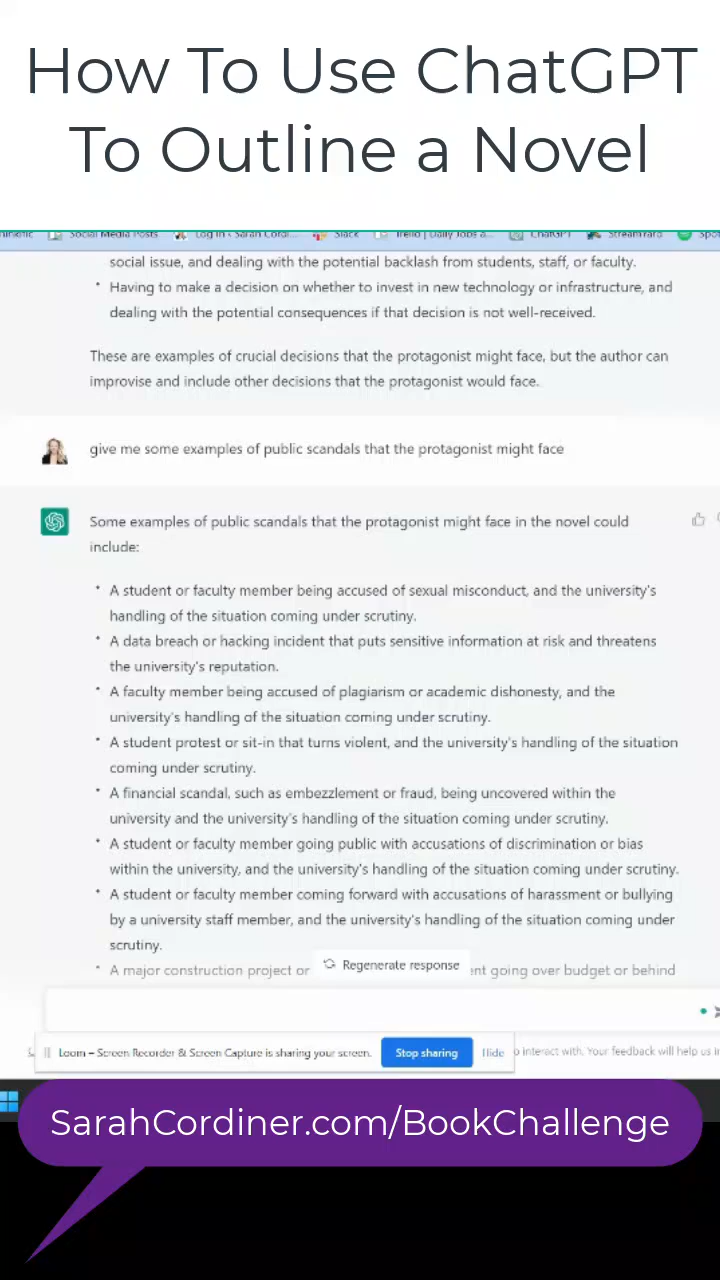 How To Use ChatGPT
To Outline a Novel
Social Media Posts
Log In ‹ Sarah Cordi...
Slack
Trello | Daily Jobs a...
ChatGPT
StreamYard
social issue, and dealing with the potential backlash from students, staff, or faculty.
• Having to make a decision on whether to invest in new technology or infrastructure, and
dealing with the potential consequences if that decision is not well-received.
These are examples of crucial decisions that the protagonist might face, but the author can
improvise and include other decisions that the protagonist would face.
give me some examples of public scandals that the protagonist might face
Some examples of public scandals that the protagonist might face in the novel could
include:
• A student or faculty member being accused of sexual misconduct, and the university's
handling of the situation coming under scrutiny.
• A data breach or hacking incident that puts sensitive information at risk and threatens
the university's reputation.
• A faculty member being accused of plagiarism or academic dishonesty, and the
university's handling of the situation coming under scrutiny.
• A student protest or sit-in that turns violent, and the university's handling of the situation
coming under scrutiny.
• A financial scandal, such as embezzlement or fraud, being uncovered within the
university and the university's handling of the situation coming under scrutiny.
• A student or faculty member going public with accusations of discrimination or bias
within the university, and the university's handling of the situation coming under scrutiny.
• A student or faculty member coming forward with accusations of harassment or bullying
by a university staff member, and the university's handling of the situation coming under
scrutiny.
• A major construction project or
Regenerate response
nt going over budget or behind
Loom – Screen Recorder & Screen Capture is sharing your screen.
Stop sharing
Hide
o interact with. Your feedback will help us i
SarahCordiner.com/BookChallenge